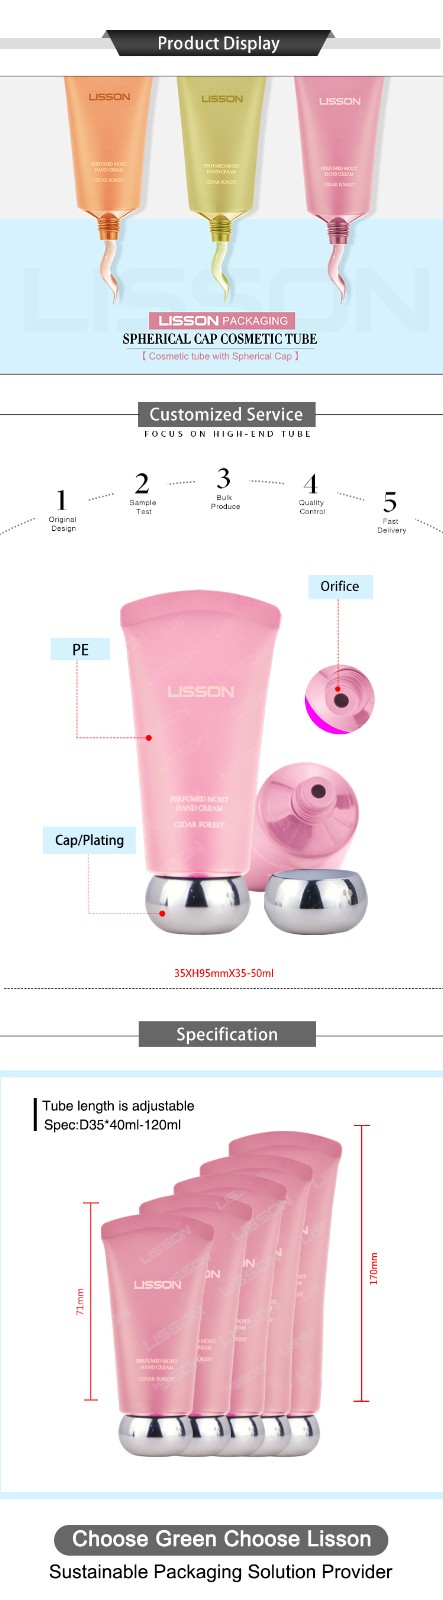 Product Display
LISSON
PERFUMED MOIST
HAND CREAM
CEDAR FOREST
LISSON
PERFUMED MOIST
HAND CREAM
CEDAR FOREST
LISSON
PERFUMED MOIST
HAND CREAM
CEDAR FOREST
LISSON
LISSON PACKAGING
SPHERICAL CAP COSMETIC TUBE
【 Cosmetic tube with Spherical Cap 】
Customized Service
FOCUS ON HIGH-END TUBE
1
Original
Design
2
Sample
Test
3
Bulk
Produce
4
Quality
Control
5
Fast
Delivery
Orifice
PE
LISSON
PERFUMED MOIST
HAND CREAM
CEDAR FOREST
Cap/Plating
35XH95mmX35-50ml
Specification
Tube length is adjustable
Spec:D35*40ml-120ml
71mm
170mm
LISSON
PERFUMED MOIST
HAND CREAM
CEDAR FOREST
Choose Green Choose Lisson
Sustainable Packaging Solution Provider